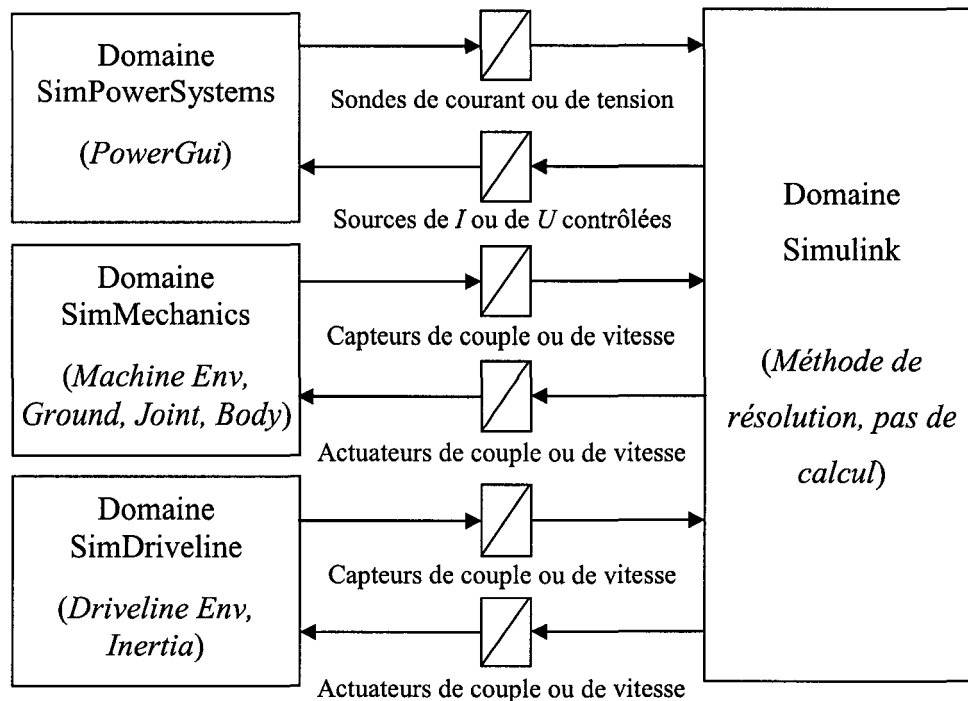 Domaine
SimPowerSystems
(PowerGui)
Sondes de courant ou de tension
Sources de I ou de U contrôlées
Domaine
SimMechanics
(Machine Env,
Ground, Joint, Body)
Capteurs de couple ou de vitesse
Actuateurs de couple ou de vitesse
Domaine
SimDriveline
(Driveline Env,
Inertia)
Capteurs de couple ou de vitesse
Actuateurs de couple ou de vitesse
Domaine
Simulink
(Méthode de
résolution, pas de
calcul)